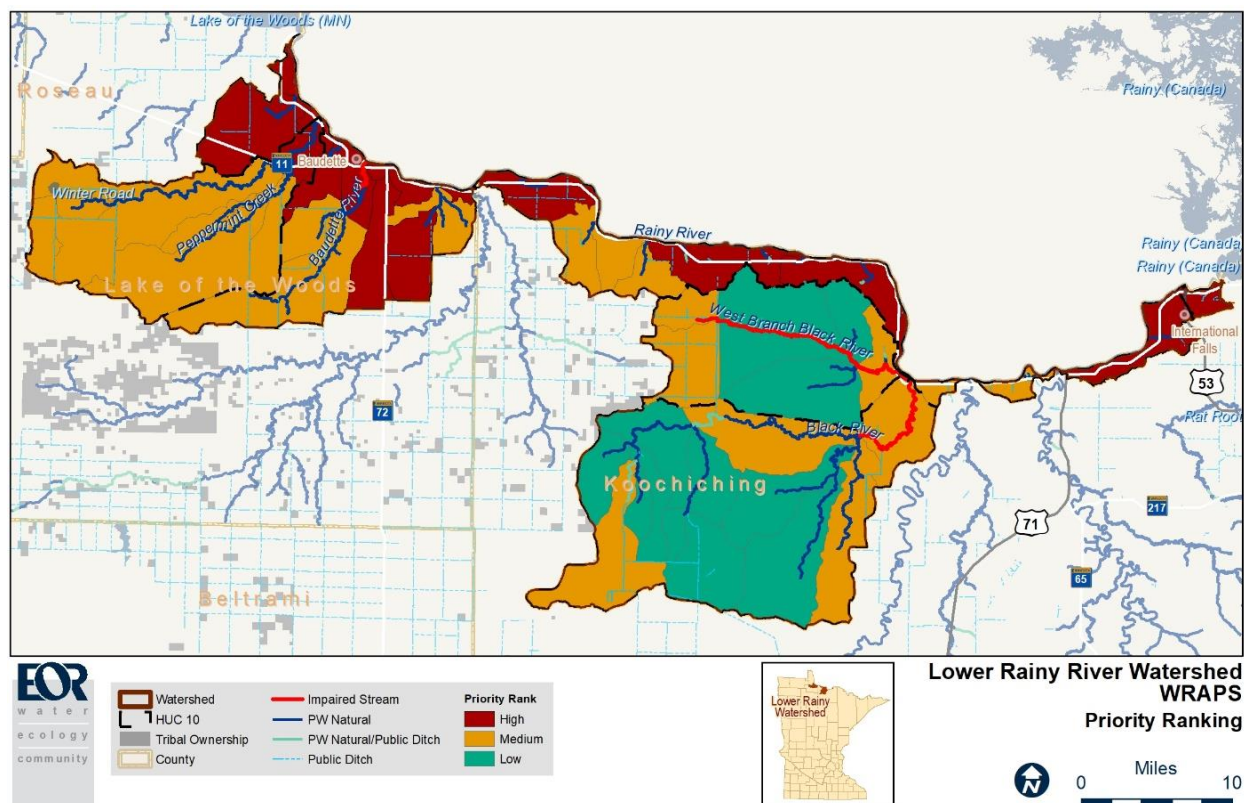 Lake of the Woods (MN)
Roseau
Rainy (Canada)
Baudette
11
Winter Road
Peppermint Creek
Baudette River
Rainy River
Rainy (Canada
Rainy (Canada)
Lake of the Woods
West Branch Black River
International
Falls
53
72
Rat Root
Black River
Koochiching
217
71
65
Beltrami
EOR
water
ecology
community
Watershed
HUC 10
Tribal Ownership
County
Impaired Stream
PW Natural
PW Natural/Public Ditch
Public Ditch
Priority Rank
High
Medium
Low
Lower Rainy
Watershed
Lower Rainy River Watershed
WRAPS
Priority Ranking
N
Miles
0 10